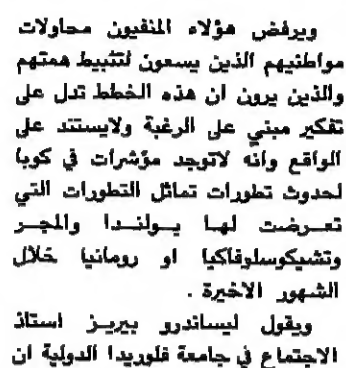 ويرفض هؤلاء المنفيون محاولات
مواطنيهم الذين يسعون لتثبيط همتهم
والذين يرون ان هذه الخطط تدل على
تفكير مبني على الرغبة ولايستند على
الواقع وانه لاتوجد مؤشرات في كوبا
لحدوث تطورات تماثل التطورات التي
تعرضت لها بولندا والمجر
وتشيكوسلوفاكيا او رومانيا خلال
الشهور الاخيرة .
ويقول ليساندرو بيريز استاذ
الاجتماع في جامعة فلوريدا الدولية ان